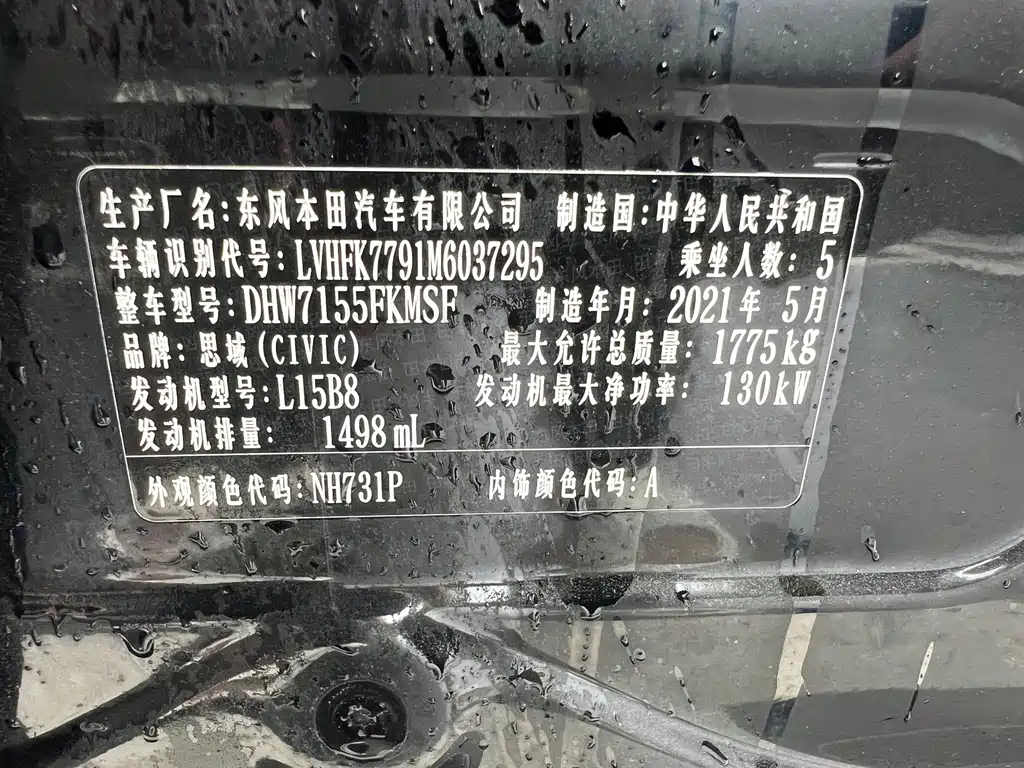 生产厂名:东风本田汽车有限公司 制造国:中华人民共和国
车辆识别代号:LVHFK7791M6037295 乘坐人数: 5
整车型号:DHW7155FKMSF 制造年月: 2021年 5月
品牌: 思域(CIVIC) 最大允许总质量: 1775kg
发动机型号:L15B8 发动机最大净功率: 130kW
发动机排量: 1498mL
外观颜色代码:NH731P 内饰颜色代码:A